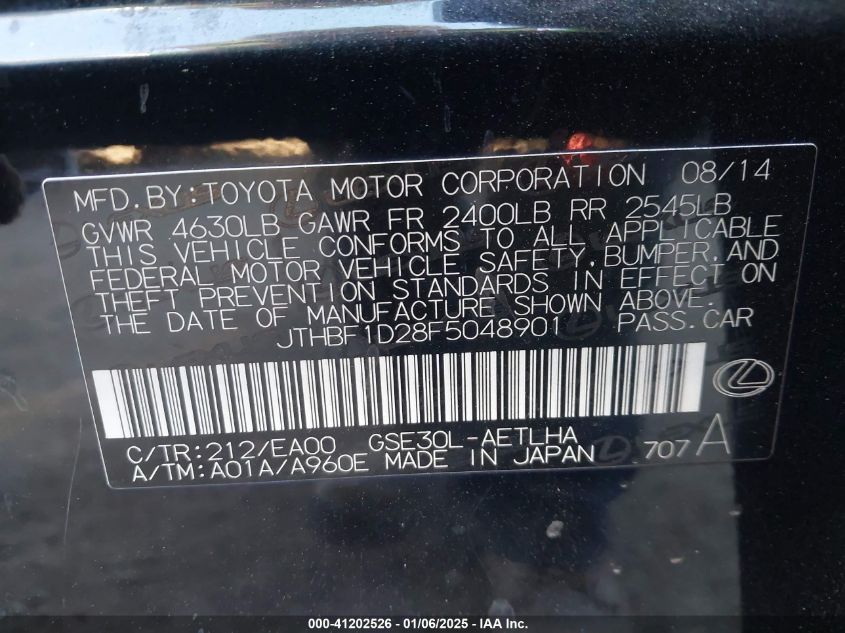 MFD.BY:TOYOTA MOTOR CORPORATION 08/14
GVWR 4630LB GAWR FR 2400LB RR 2545LB
THIS VEHICLE CONFORMS TO ALL APPLICABLE
FEDERAL MOTOR VEHICLE SAFETY,BUMPER,AND
THEFT PREVENTION STANDARDS IN EFFECT ON
THE DATE OF MANUFACTURE SHOWN ABOVE.
JTHBF1D28F5048901 PASS.CAR
C/TR:212/EA00 GSE30L-AETLHA
A/TM:A01A/A960E MADE IN JAPAN 707 A
000-41202526 - 01/06/2025 - IAA Inc.